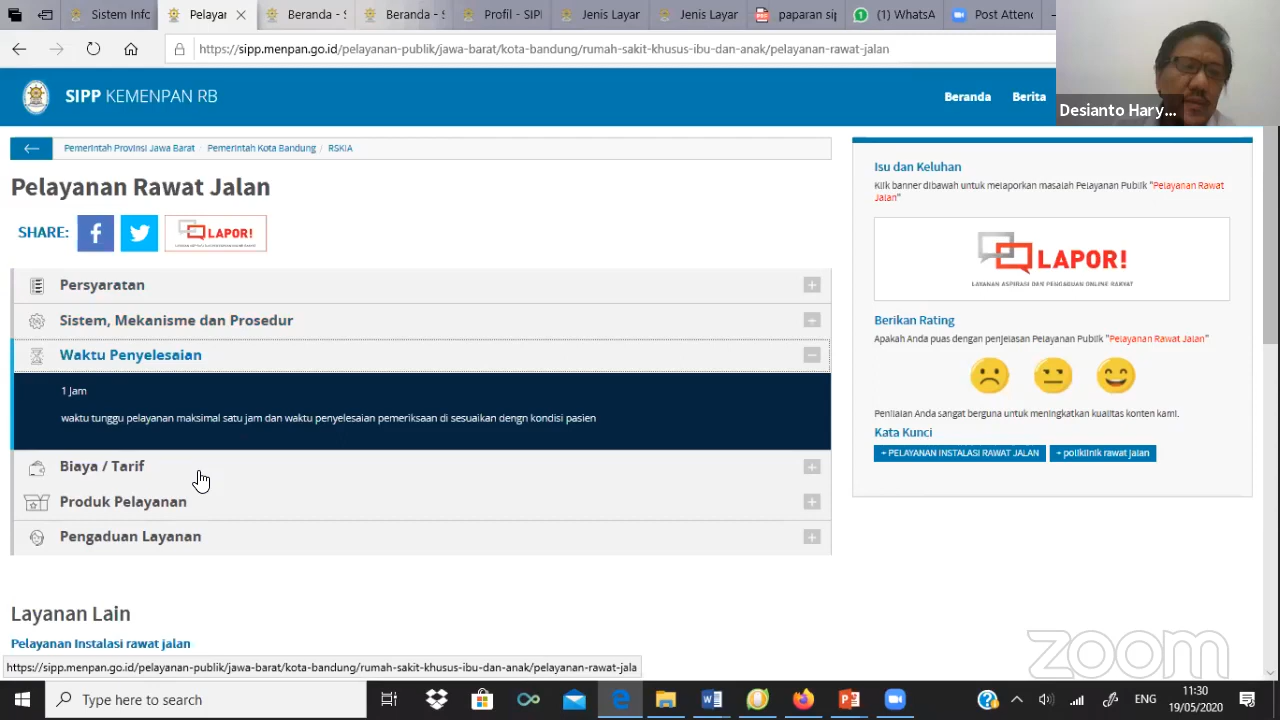 Sistem Info
Pelayar
Beranda - S
Beranda - S
Profil - SIPI
Jenis Layar
Jenis Layar
paparan sip
(1) WhatsA
Post Attenc
https://sipp.menpan.go.id/pelayanan-publik/jawa-barat/kota-bandung/rumah-sakit-khusus-ibu-dan-anak/pelayanan-rawat-jalan
SIPP KEMENPAN RB
Beranda
Berita
Desianto Hary...
Pemerintah Provinsi Jawa Barat / Pemerintah Kota Bandung / RSKIA
Pelayanan Rawat Jalan
SHARE:
LAPOR!
Persyaratan
Sistem, Mekanisme dan Prosedur
Waktu Penyelesaian
1 Jam
waktu tunggu pelayanan maksimal satu jam dan waktu penyelesaian pemeriksaan di sesuaikan dengn kondisi pasien
Biaya / Tarif
Produk Pelayanan
Pengaduan Layanan
Layanan Lain
Pelayanan Instalasi rawat jalan
https://sipp.menpan.go.id/pelayanan-publik/jawa-barat/kota-bandung/rumah-sakit-khusus-ibu-dan-anak/pelayanan-rawat-jala
Isu dan Keluhan
Klik banner dibawah untuk melaporkan masalah Pelayanan Publik "Pelayanan Rawat
Jalan"
LAPOR!
LAYANAN ASPIRASI DAN PENGADUAN ONLINE RAKYAT
Berikan Rating
Apakah Anda puas dengan penjelasan Pelayanan Publik "Pelayanan Rawat Jalan"
Penilaian Anda sangat berguna untuk meningkatkan kualitas konten kami.
Kata Kunci
+ PELAYANAN INSTALASI RAWAT JALAN
+ poliklinik rawat jalan
zoom
Type here to search
ENG
11:30
19/05/2020